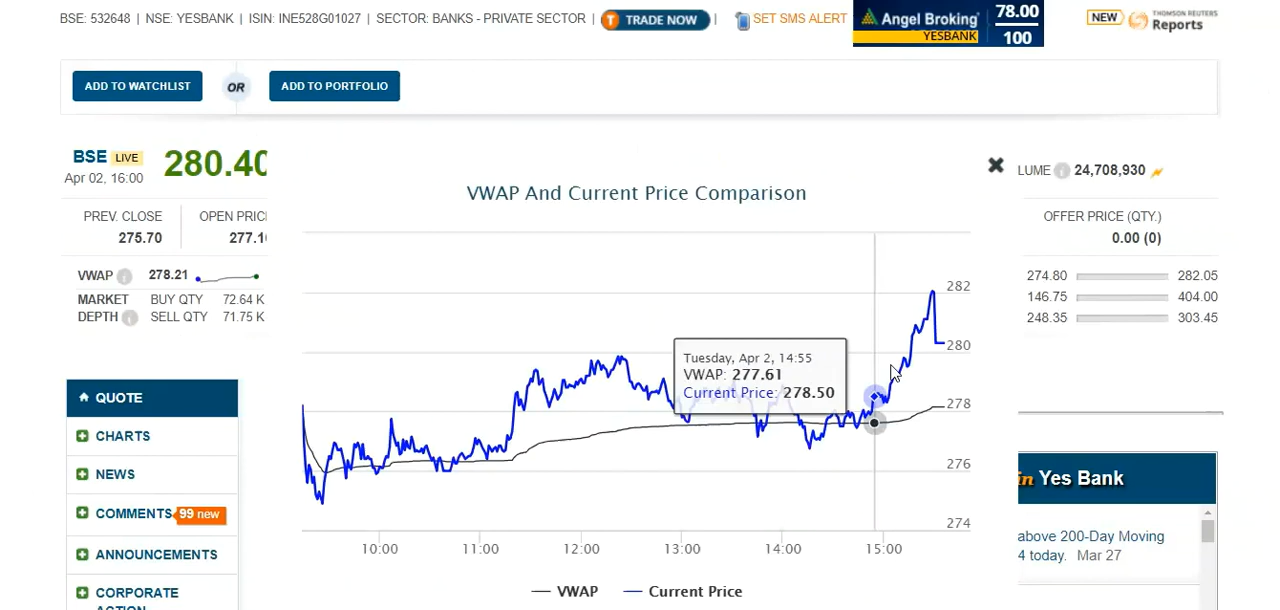 BSE: 532648 | NSE: YESBANK | ISIN: INE528G01027 | SECTOR: BANKS - PRIVATE SECTOR |
T TRADE NOW |
SET SMS ALERT
Angel Broking
YESBANK
78.00
100
NEW
THOMSON REUTERS
Reports
ADD TO WATCHLIST
OR
ADD TO PORTFOLIO
BSE LIVE
Apr 02, 16:00
280.40
PREV. CLOSE
275.70
OPEN PRI
277.1
VWAP 278.21
MARKET
DEPTH
BUY QTY 72.64 K
SELL QTY 71.75 K
QUOTE
CHARTS
NEWS
COMMENTS 99 new
ANNOUNCEMENTS
CORPORATE
ACTION
VWAP And Current Price Comparison
282
280
278
276
274
Tuesday, Apr 2, 14:55
VWAP: 277.61
Current Price: 278.50
10:00 11:00 12:00 13:00 14:00 15:00
VWAP
Current Price
LUME 24,708,930
OFFER PRICE (QTY.)
0.00 (0)
274.80 282.05
146.75 404.00
248.35 303.45
in Yes Bank
above 200-Day Moving
4 today. Mar 27